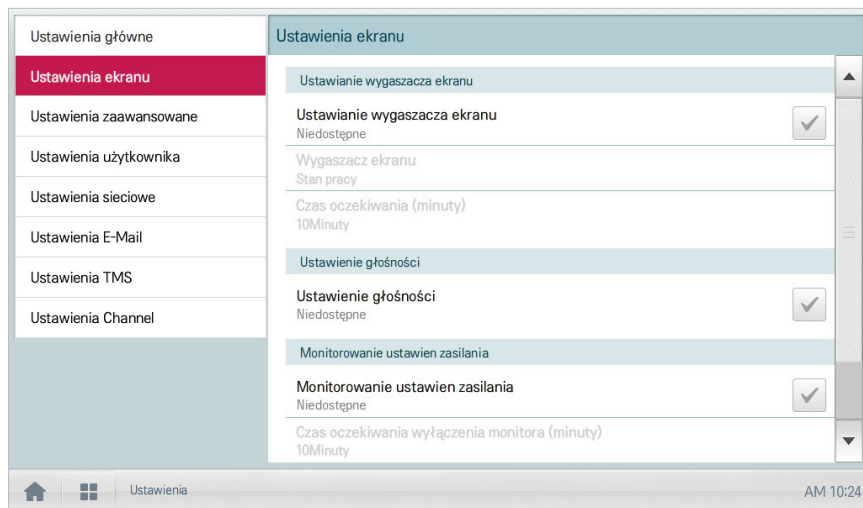 Ustawienia główne
Ustawienia ekranu
Ustawienia zaawansowane
Ustawienia użytkownika
Ustawienia sieciowe
Ustawienia E-Mail
Ustawienia TMS
Ustawienia Channel
Ustawienia ekranu
Ustawianie wygaszacza ekranu
Ustawianie wygaszacza ekranu
Niedostępne
Wygaszacz ekranu
Stan pracy
Czas oczekiwania (minuty)
10Minuty
Ustawienie głośności
Ustawienie głośności
Niedostępne
Monitorowanie ustawien zasilania
Monitorowanie ustawien zasilania
Niedostępne
Czas oczekiwania wyłączenia monitora (minuty)
10Minuty
Ustawienia
AM 10:24